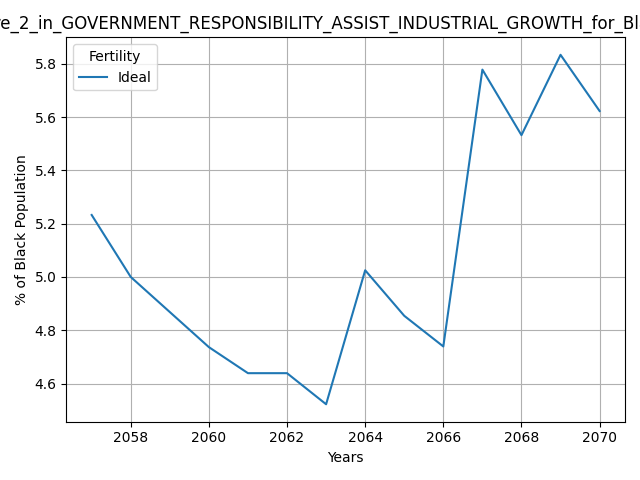 re_2_in_GOVERNMENT_RESPONSIBILITY_ASSIST_INDUSTRIAL_GROWTH_for_Bl
Fertility
Ideal
5.8
5.6
5.4
5.2
5.0
4.8
4.6
% of Black Population
2058 2060 2062 2064 2066 2068 2070
Years